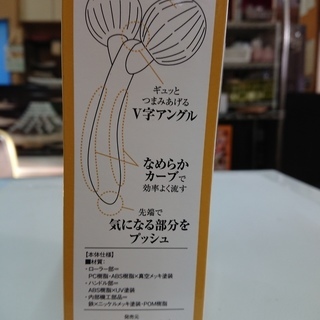 ギュッと
つまみあげる
V字アングル
なめらか
カーブで
効率よく流す
先端で
気になる部分を
プッシュ
【本体仕様】
■材質:
・ローラー部=
PC樹脂・ABS樹脂×真空メッキ塗装
・ハンドル部=
ABS樹脂×UV塗装
・内部構工部品=
鉄×ニッケルメッキ塗装・POM樹脂